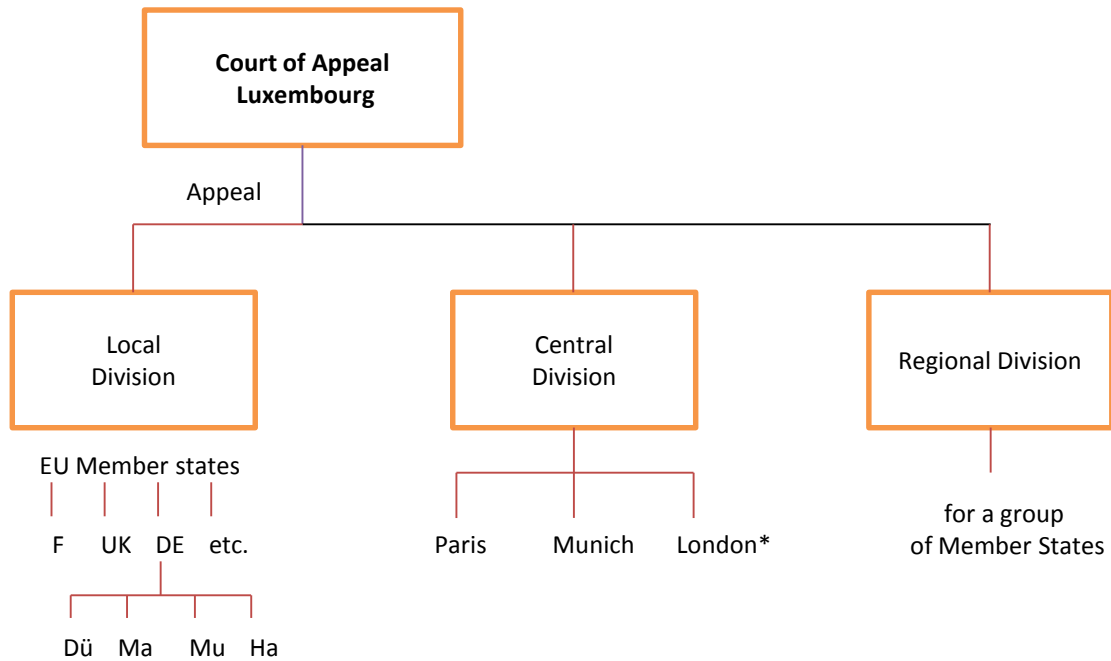 Court of Appeal
Luxembourg
Appeal
Local
Division
Central
Division
Regional Division
EU Member states
F UK DE etc.
Paris Munich London*
for a group
of Member States
Dü Ma Mu Ha